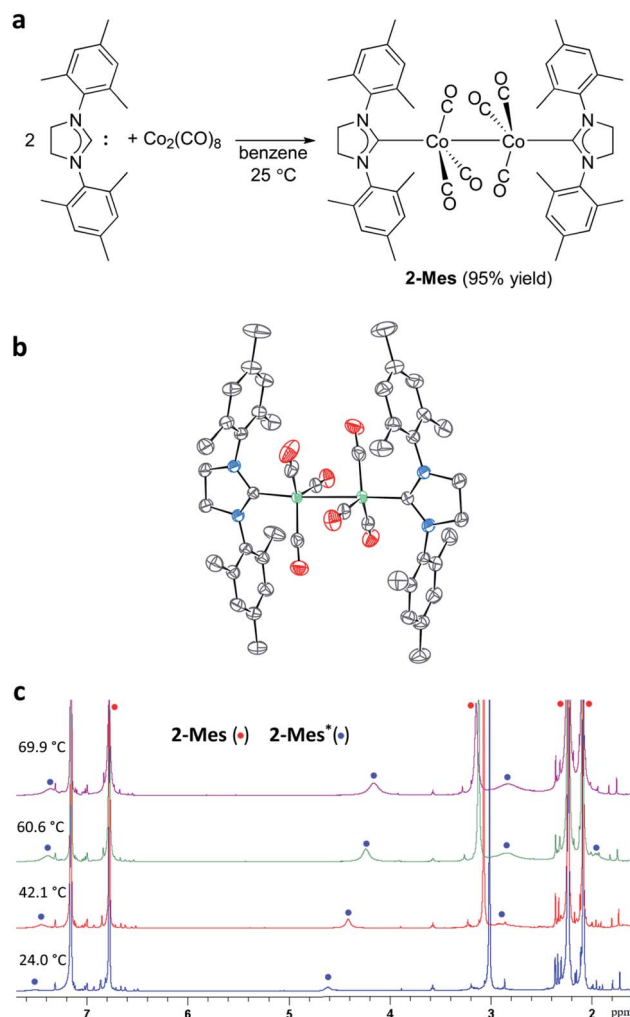 a
N
N
2 : + Co₂(CO)₈
benzene
25 °C
N
N
C
O
Co
C
O
C
O
O
C
O
C
Co
C
O
N
N
2-Mes (95% yield)
b
c
2-Mes (•) 2-Mes*(•)
69.9 °C
60.6 °C
42.1 °C
24.0 °C
7 6 5 4 3 2 ppm